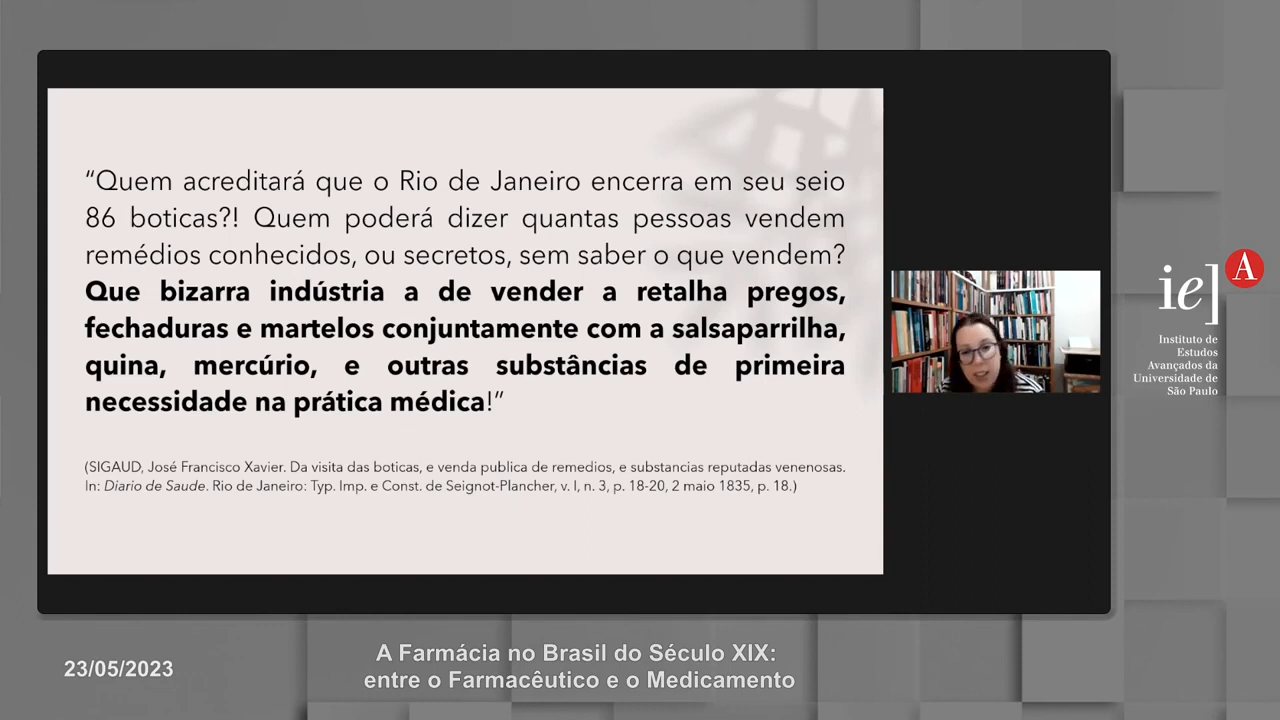 “Quem acreditará que o Rio de Janeiro encerra em seu seio
86 boticas?! Quem poderá dizer quantas pessoas vendem
remédios conhecidos, ou secretos, sem saber o que vendem?
Que bizarra indústria a de vender a retalha pregos,
fechaduras e martelos conjuntamente com a salsaparrilha,
quina, mercúrio, e outras substâncias de primeira
necessidade na prática médica!”
(SIGAUD, José Francisco Xavier. Da visita das boticas, e venda publica de remedios, e substancias reputadas venenosas.
In: Diario de Saude. Rio de Janeiro: Typ. Imp. e Const. de Seignot-Plancher, v. I, n. 3, p. 18-20, 2 maio 1835, p. 18.)
ie] A
Instituto de
Estudos
Avançados da
Universidade de
São Paulo
23/05/2023
A Farmácia no Brasil do Século XIX:
entre o Farmacêutico e o Medicamento